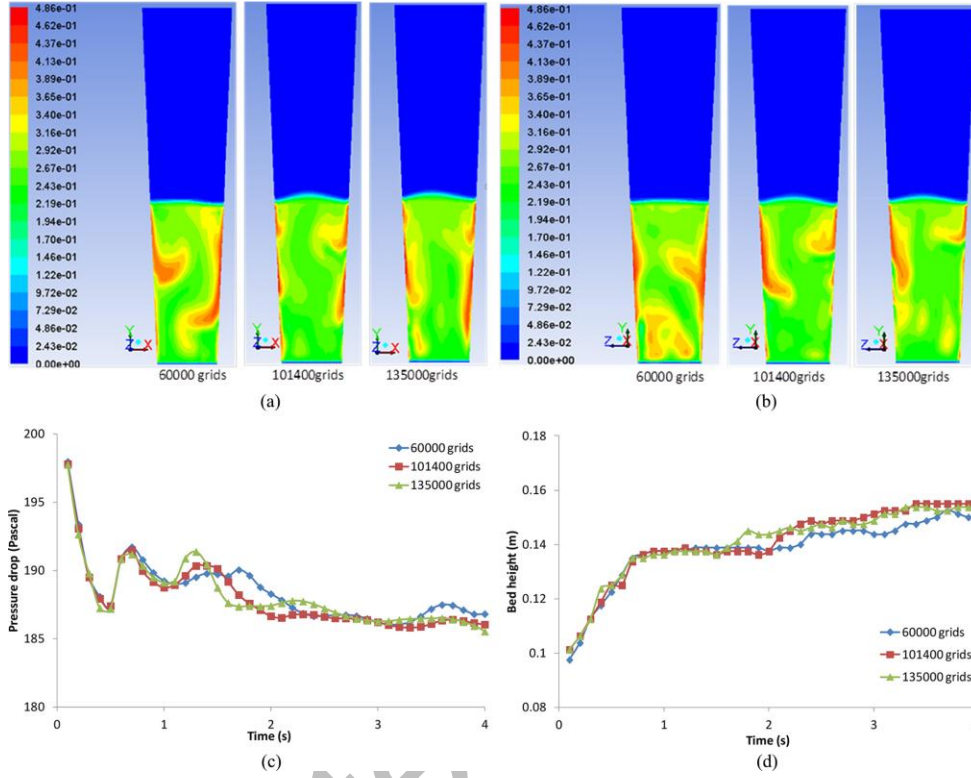 4.86e-01
4.62e-01
4.37e-01
4.13e-01
3.89e-01
3.65e-01
3.40e-01
3.16e-01
2.92e-01
2.67e-01
2.43e-01
2.19e-01
1.94e-01
1.70e-01
1.46e-01
1.22e-01
9.72e-02
7.29e-02
4.86e-02
2.43e-02
0.00e+00
Y
Z X
Y
Z X
Y
Z X
60000 grids
101400grids
135000grids
(a)
4.86e-01
4.62e-01
4.37e-01
4.13e-01
3.89e-01
3.65e-01
3.40e-01
3.16e-01
2.92e-01
2.67e-01
2.43e-01
2.19e-01
1.94e-01
1.70e-01
1.46e-01
1.22e-01
9.72e-02
7.29e-02
4.86e-02
2.43e-02
0.00e+00
Y
Z X
Y
Z X
Y
Z X
60000 grids
101400grids
135000grids
(b)
200
195
190
185
180
Pressure drop (Pascal)
60000 grids
101400 grids
135000 grids
0 1 2 3 4
Time (s)
(c)
0.18
0.16
0.14
0.12
0.1
0.08
Bed height (m)
60000 grids
101400 grids
135000 grids
0 1 2 3
Time (s)
(d)